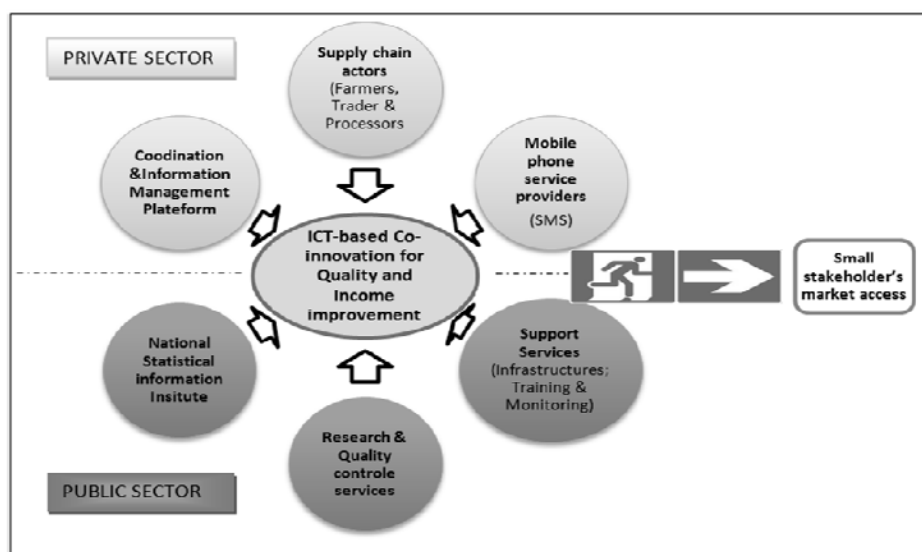 PRIVATE SECTOR
Supply chain
actors
(Farmers,
Trader &
Processors
Coodination
&Information
Management
Plateform
Mobile
phone
service
providers
(SMS)
ICT-based Co-
innovation for
Quality and
Income
improvement
Small
stakeholder's
market access
National
Statistical
information
Insitute
Support
Services
(Infrastructures;
Training &
Monitoring)
Research &
Quality
controle
services
PUBLIC SECTOR